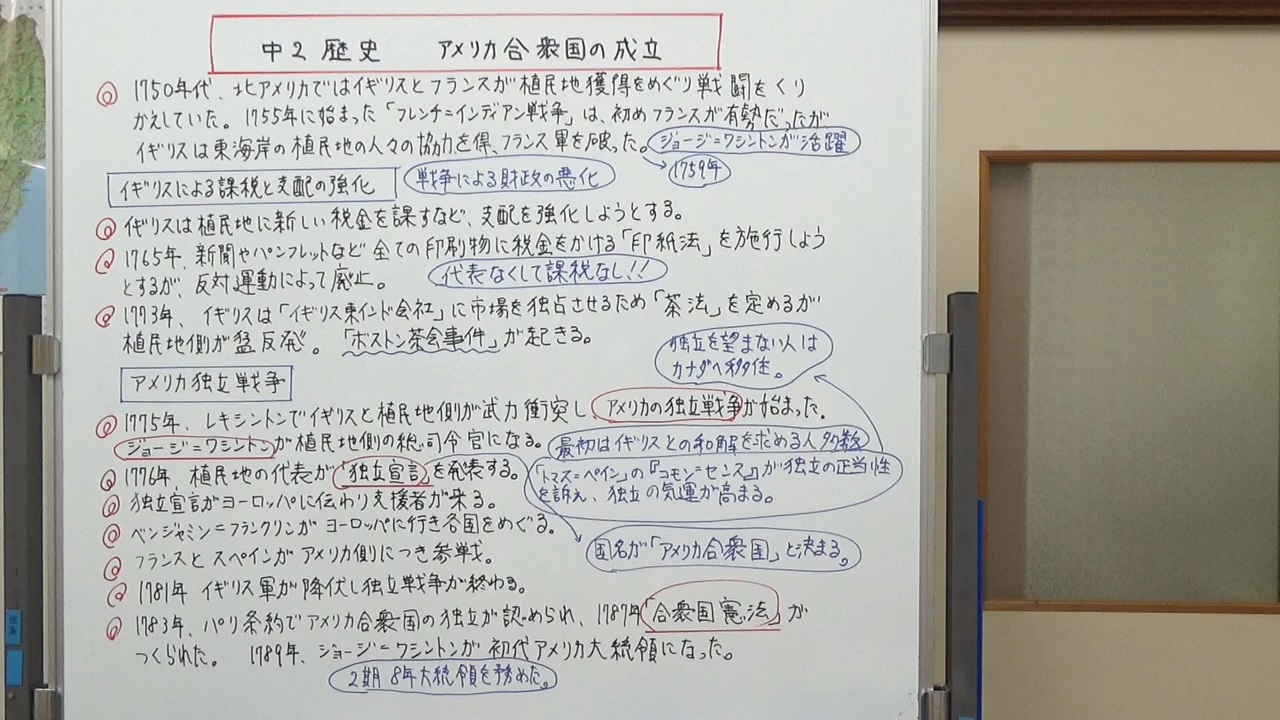 中2 歴史 アメリカ合衆国の成立
1750年代、北アメリカではイギリスとフランスが植民地獲得をめぐり戦闘をくり
かえしていた。1755年に始まった「フレンチ=インディアン戦争」は、初めフランスが有勢だったが
イギリスは東海岸の植民地の人々の協力を得、フランス軍を破った。 ジョージ=ワシントンが活躍
1759年
イギリスによる課税と支配の強化 戦争による財政の悪化
イギリスは植民地に新しい税金を課すなど、支配を強化しようとする。
1765年、新聞やパンフレットなど全ての印刷物に税金をかける「印紙法」を施行しよう
とするが、反対運動によって廃止。 代表なくして課税なし!!
1773年、イギリスは「イギリス東インド会社」に市場を独占させるため「茶法」を定めるが
植民地側が猛反発。「ボストン茶会事件」が起きる。
独立を望まない人は
カナダへ移住。
アメリカ独立戦争
1775年、レキシントンでイギリスと植民地側が武力衝突し、アメリカの独立戦争が始まった。
ジョージ=ワシントンが植民地側の総司令官になる。 最初はイギリスとの和解を求める人多数
1776年、植民地の代表が「独立宣言」を発表する。
「トマス=ペイン」の『コモン=センス』が独立の正当性
を訴え、独立の気運が高まる。
独立宣言がヨーロッパに伝わり支援者が来る。
ベンジャミン=フランクリンがヨーロッパに行き各国をめぐる。
国名が「アメリカ合衆国」と決まる。
フランスとスペインがアメリカ側につき参戦。
1781年 イギリス軍が降伏し独立戦争が終わる。
1783年、パリ条約でアメリカ合衆国の独立が認められ、1787年「合衆国憲法」が
つくられた。 1789年、ジョージ=ワシントンが初代アメリカ大統領になった。
2期8年大統領を務めた。